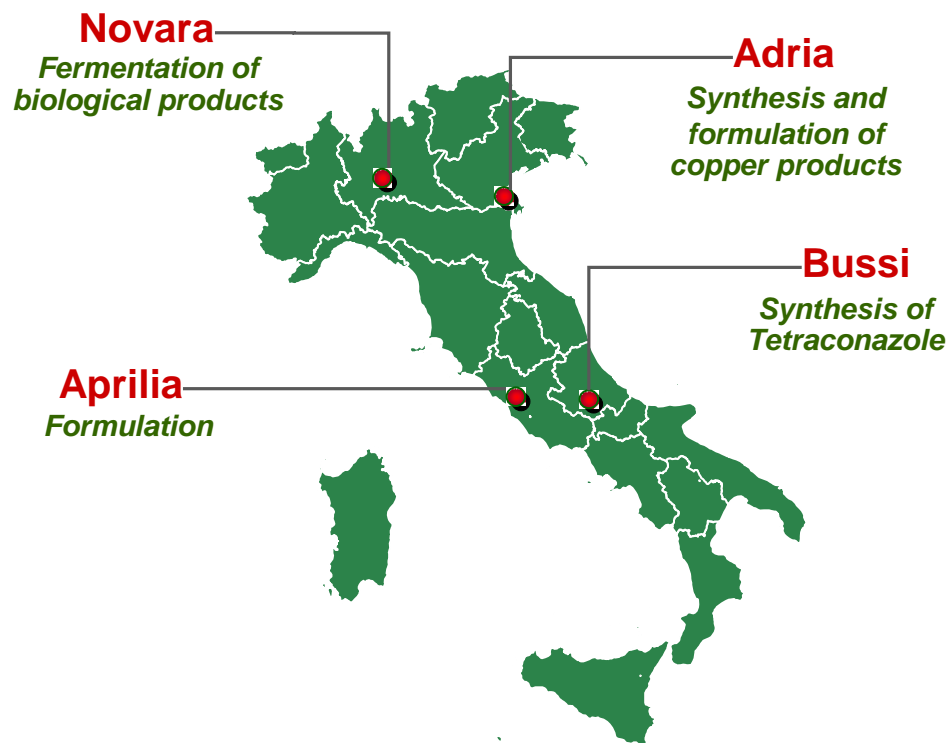 Novara
Fermentation of
biological products
Adria
Synthesis and
formulation of
copper products
Bussi
Synthesis of
Tetraconazole
Aprilia
Formulation